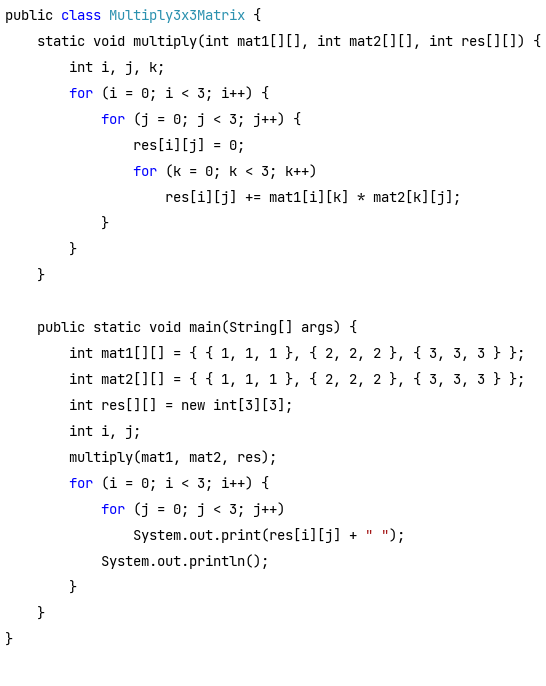 public class Multiply3x3Matrix {
    static void multiply(int mat1[][], int mat2[][], int res[][]) {
        int i, j, k;
        for (i = 0; i < 3; i++) {
            for (j = 0; j < 3; j++) {
                res[i][j] = 0;
                for (k = 0; k < 3; k++)
                    res[i][j] += mat1[i][k] * mat2[k][j];
            }
        }
    }

    public static void main(String[] args) {
        int mat1[][] = { { 1, 1, 1 }, { 2, 2, 2 }, { 3, 3, 3 } };
        int mat2[][] = { { 1, 1, 1 }, { 2, 2, 2 }, { 3, 3, 3 } };
        int res[][] = new int[3][3];
        int i, j;
        multiply(mat1, mat2, res);
        for (i = 0; i < 3; i++) {
            for (j = 0; j < 3; j++)
                System.out.print(res[i][j] + " ");
            System.out.println();
        }
    }
}